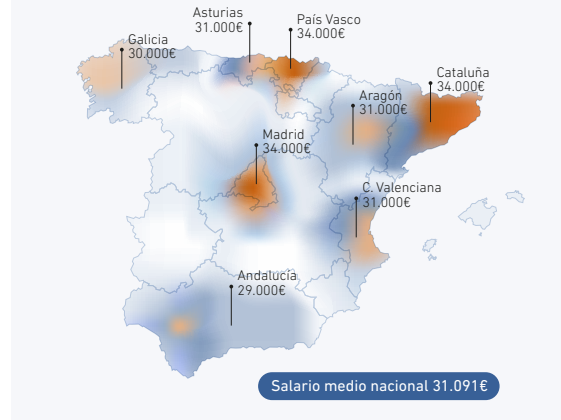 Asturias
31.000€
País Vasco
34.000€
Galicia
30.000€
Cataluña
34.000€
Aragón
31.000€
Madrid
34.000€
C. Valenciana
31.000€
Andalucía
29.000€
Salario medio nacional 31.091€